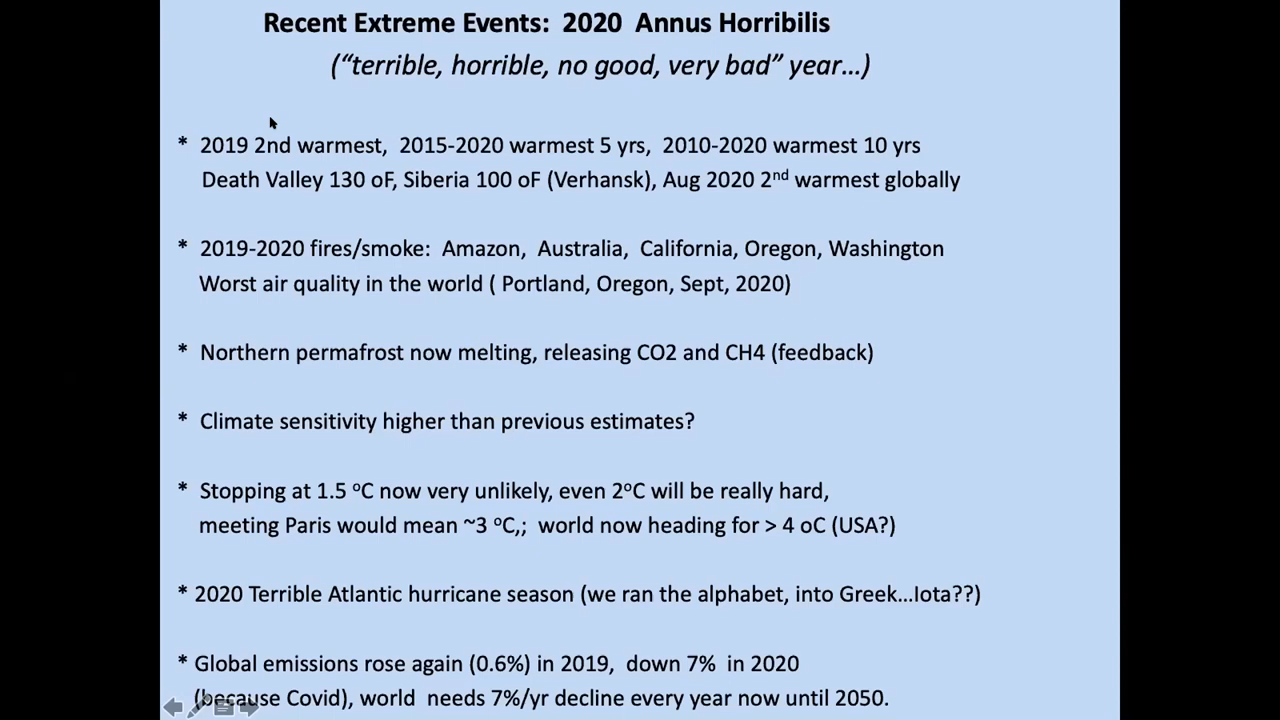 Recent Extreme Events: 2020 Annus Horribilis
(“terrible, horrible, no good, very bad” year...)
* 2019 2nd warmest, 2015-2020 warmest 5 yrs, 2010-2020 warmest 10 yrs
Death Valley 130 oF, Siberia 100 oF (Verhansk), Aug 2020 2nd warmest globally
* 2019-2020 fires/smoke: Amazon, Australia, California, Oregon, Washington
Worst air quality in the world ( Portland, Oregon, Sept, 2020)
* Northern permafrost now melting, releasing CO2 and CH4 (feedback)
* Climate sensitivity higher than previous estimates?
* Stopping at 1.5 oC now very unlikely, even 2oC will be really hard,
meeting Paris would mean ~3 oC,; world now heading for > 4 oC (USA?)
* 2020 Terrible Atlantic hurricane season (we ran the alphabet, into Greek...Iota??)
* Global emissions rose again (0.6%) in 2019, down 7% in 2020
(because Covid), world needs 7%/yr decline every year now until 2050.